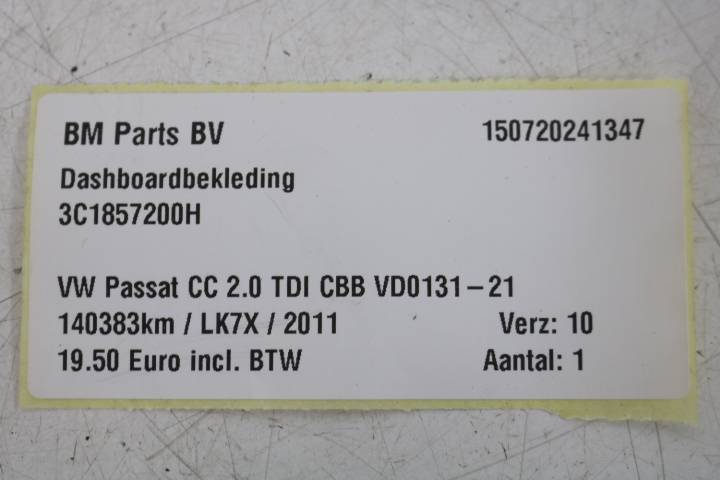 BM Parts BV 150720241347
Dashboardbekleding
3C1857200H
VW Passat CC 2.0 TDI CBB VD0131-21
140383km / LK7X / 2011 Verz: 10
19.50 Euro incl. BTW Aantal: 1